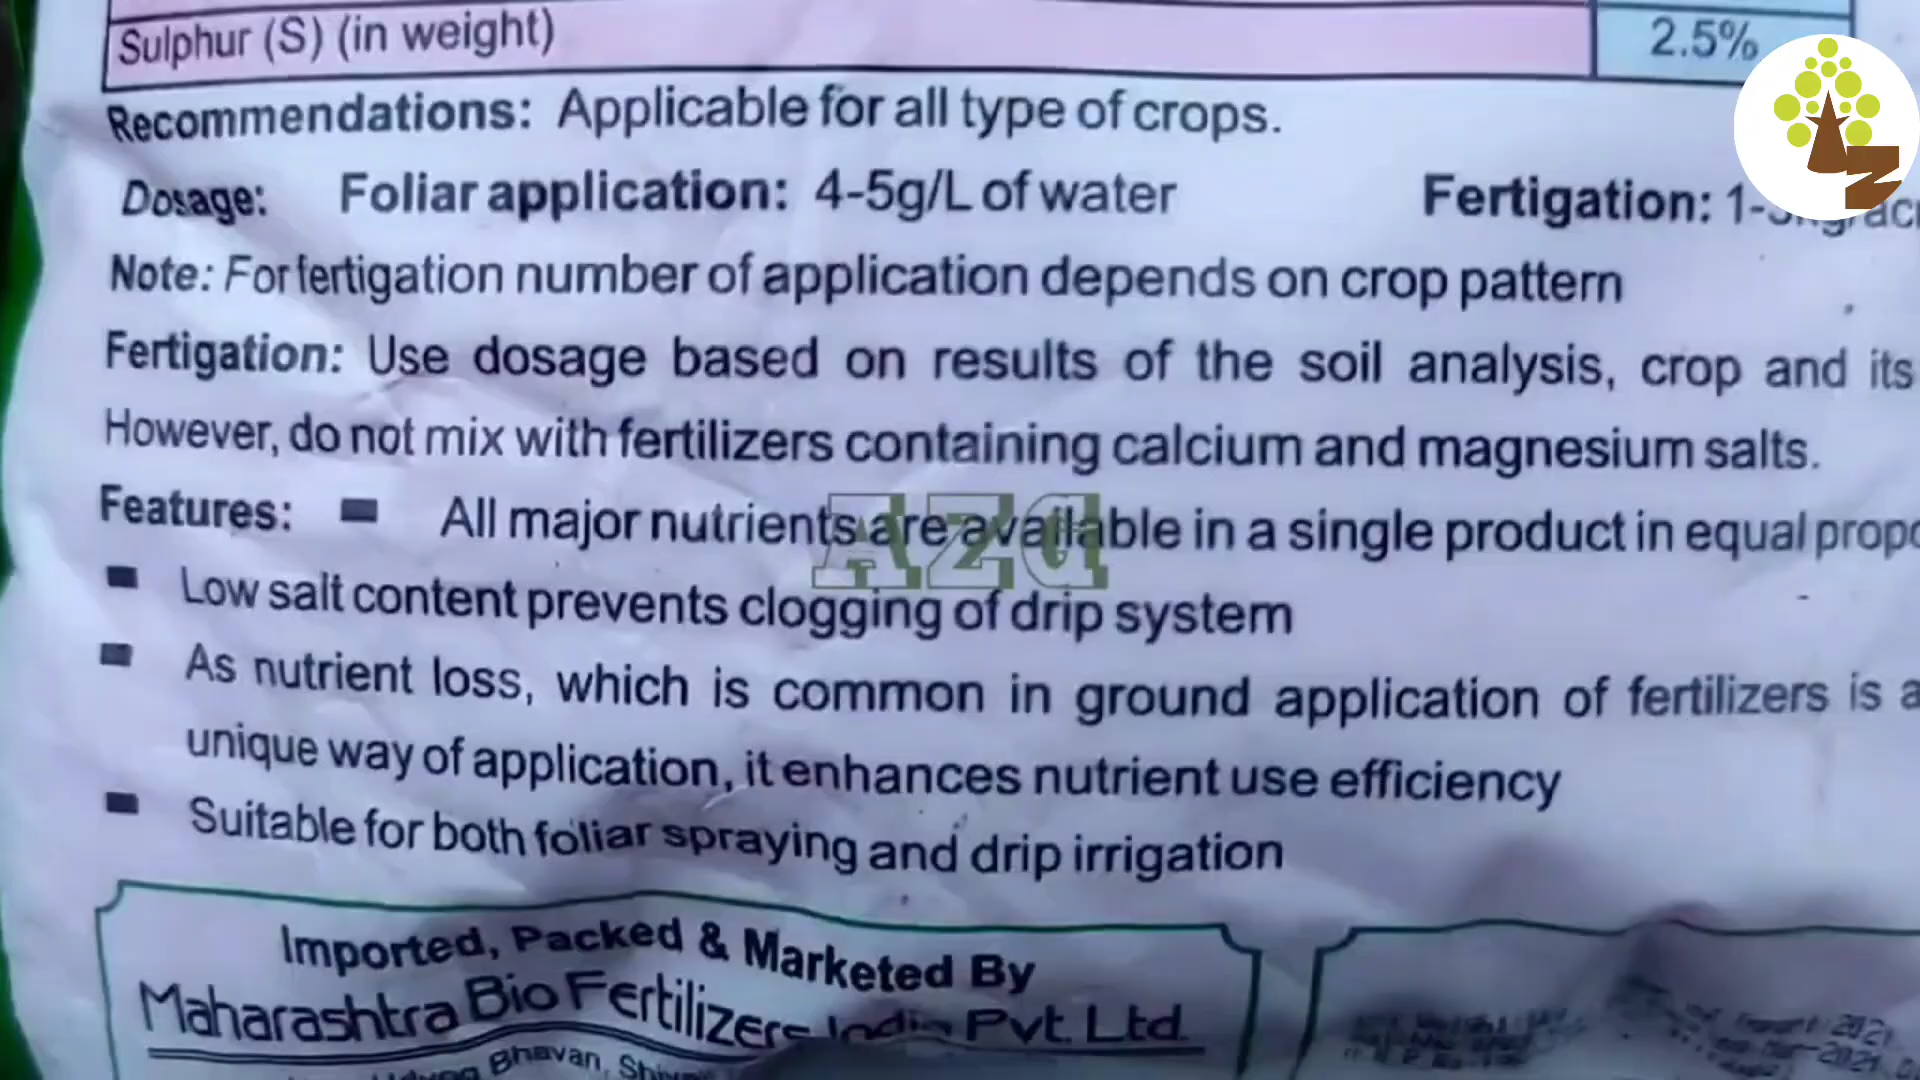 Sulphur (S) (in weight) 2.5%
Recommendations: Applicable for all type of crops.
Dosage: Foliar application: 4-5g/L of water Fertigation: 1-
Note: For fertigation number of application depends on crop pattern
Fertigation: Use dosage based on results of the soil analysis, crop and its
However, do not mix with fertilizers containing calcium and magnesium salts.
Features: All major nutrients are available in a single product in equal
AZG
Low salt content prevents clogging of drip system
As nutrient loss, which is common in ground application of fertilizers is
unique way of application, it enhances nutrient use efficiency
Suitable for both foliar spraying and drip irrigation
Imported, Packed & Marketed By
Maharashtra Bio Fertilizers India Pvt. Ltd.
Bhavan,
2021